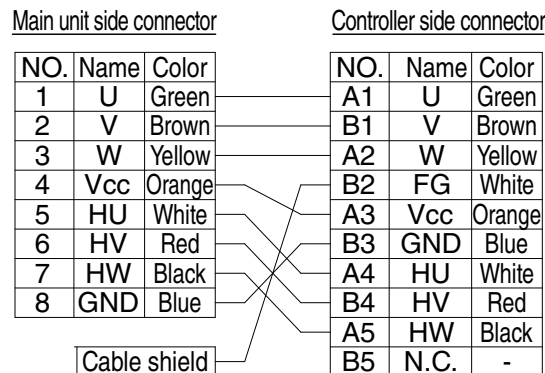 Main unit side connector
NO. Name Color
1 U Green
2 V Brown
3 W Yellow
4 Vcc Orange
5 HU White
6 HV Red
7 HW Black
8 GND Blue
Cable shield
Controller side connector
NO. Name Color
A1 U Green
B1 V Brown
A2 W Yellow
B2 FG White
A3 Vcc Orange
B3 GND Blue
A4 HU White
B4 HV Red
A5 HW Black
B5 N.C. -